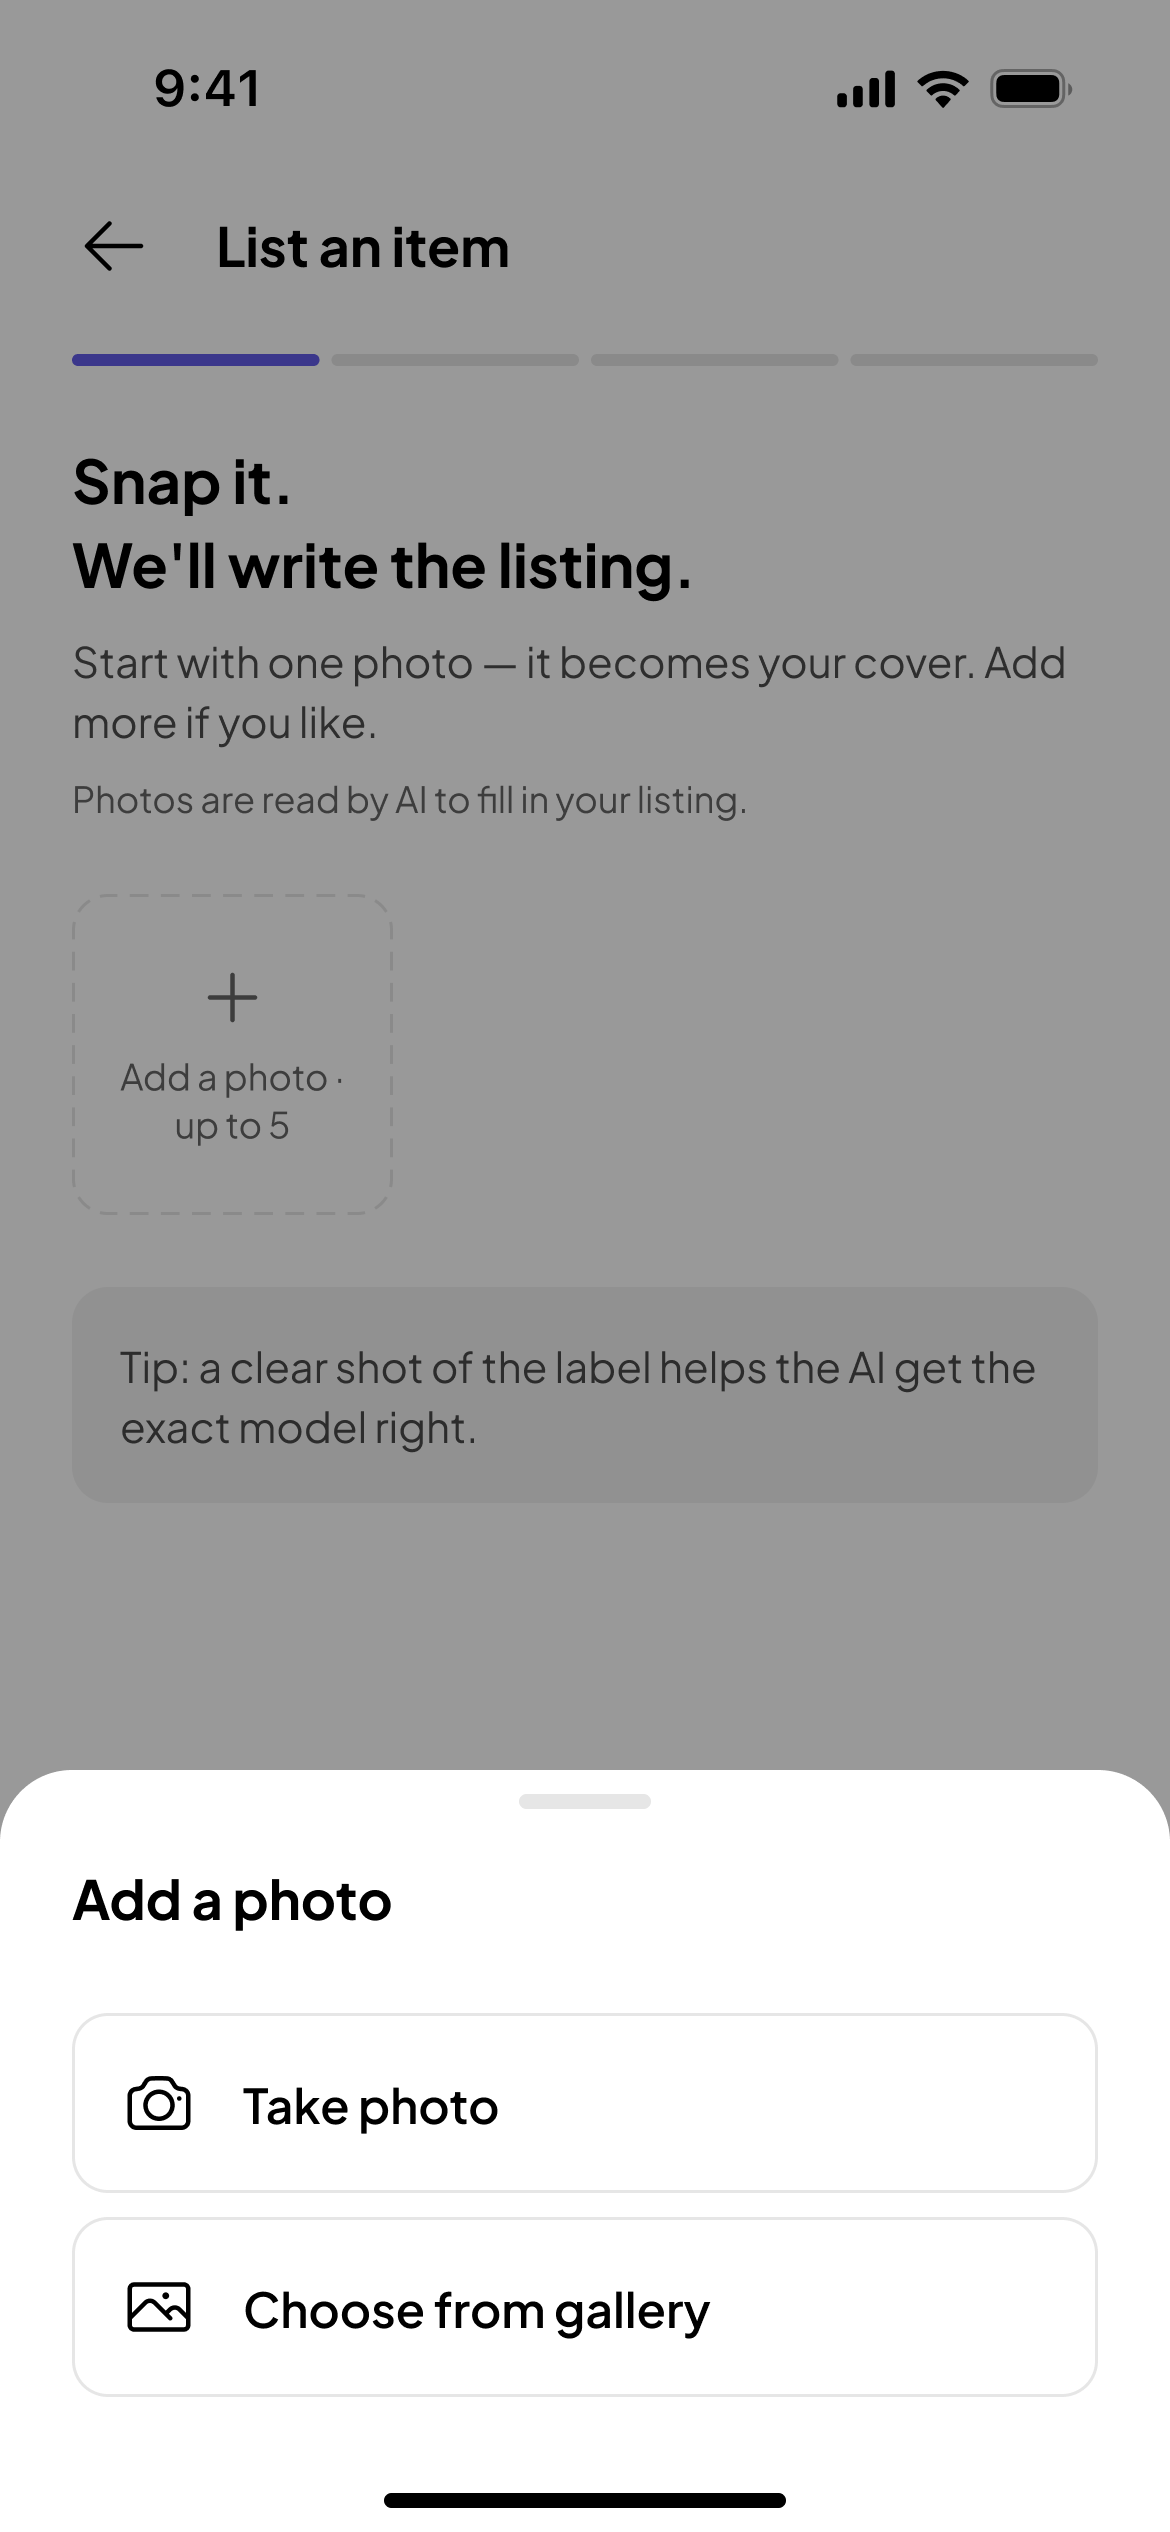 9:41
List an item
Snap it.
We'll write the listing.
Start with one photo — it becomes your cover. Add
more if you like.
Photos are read by AI to fill in your listing.
Add a photo ·
up to 5
Tip: a clear shot of the label helps the AI get the
exact model right.
Add a photo
Take photo
Choose from gallery